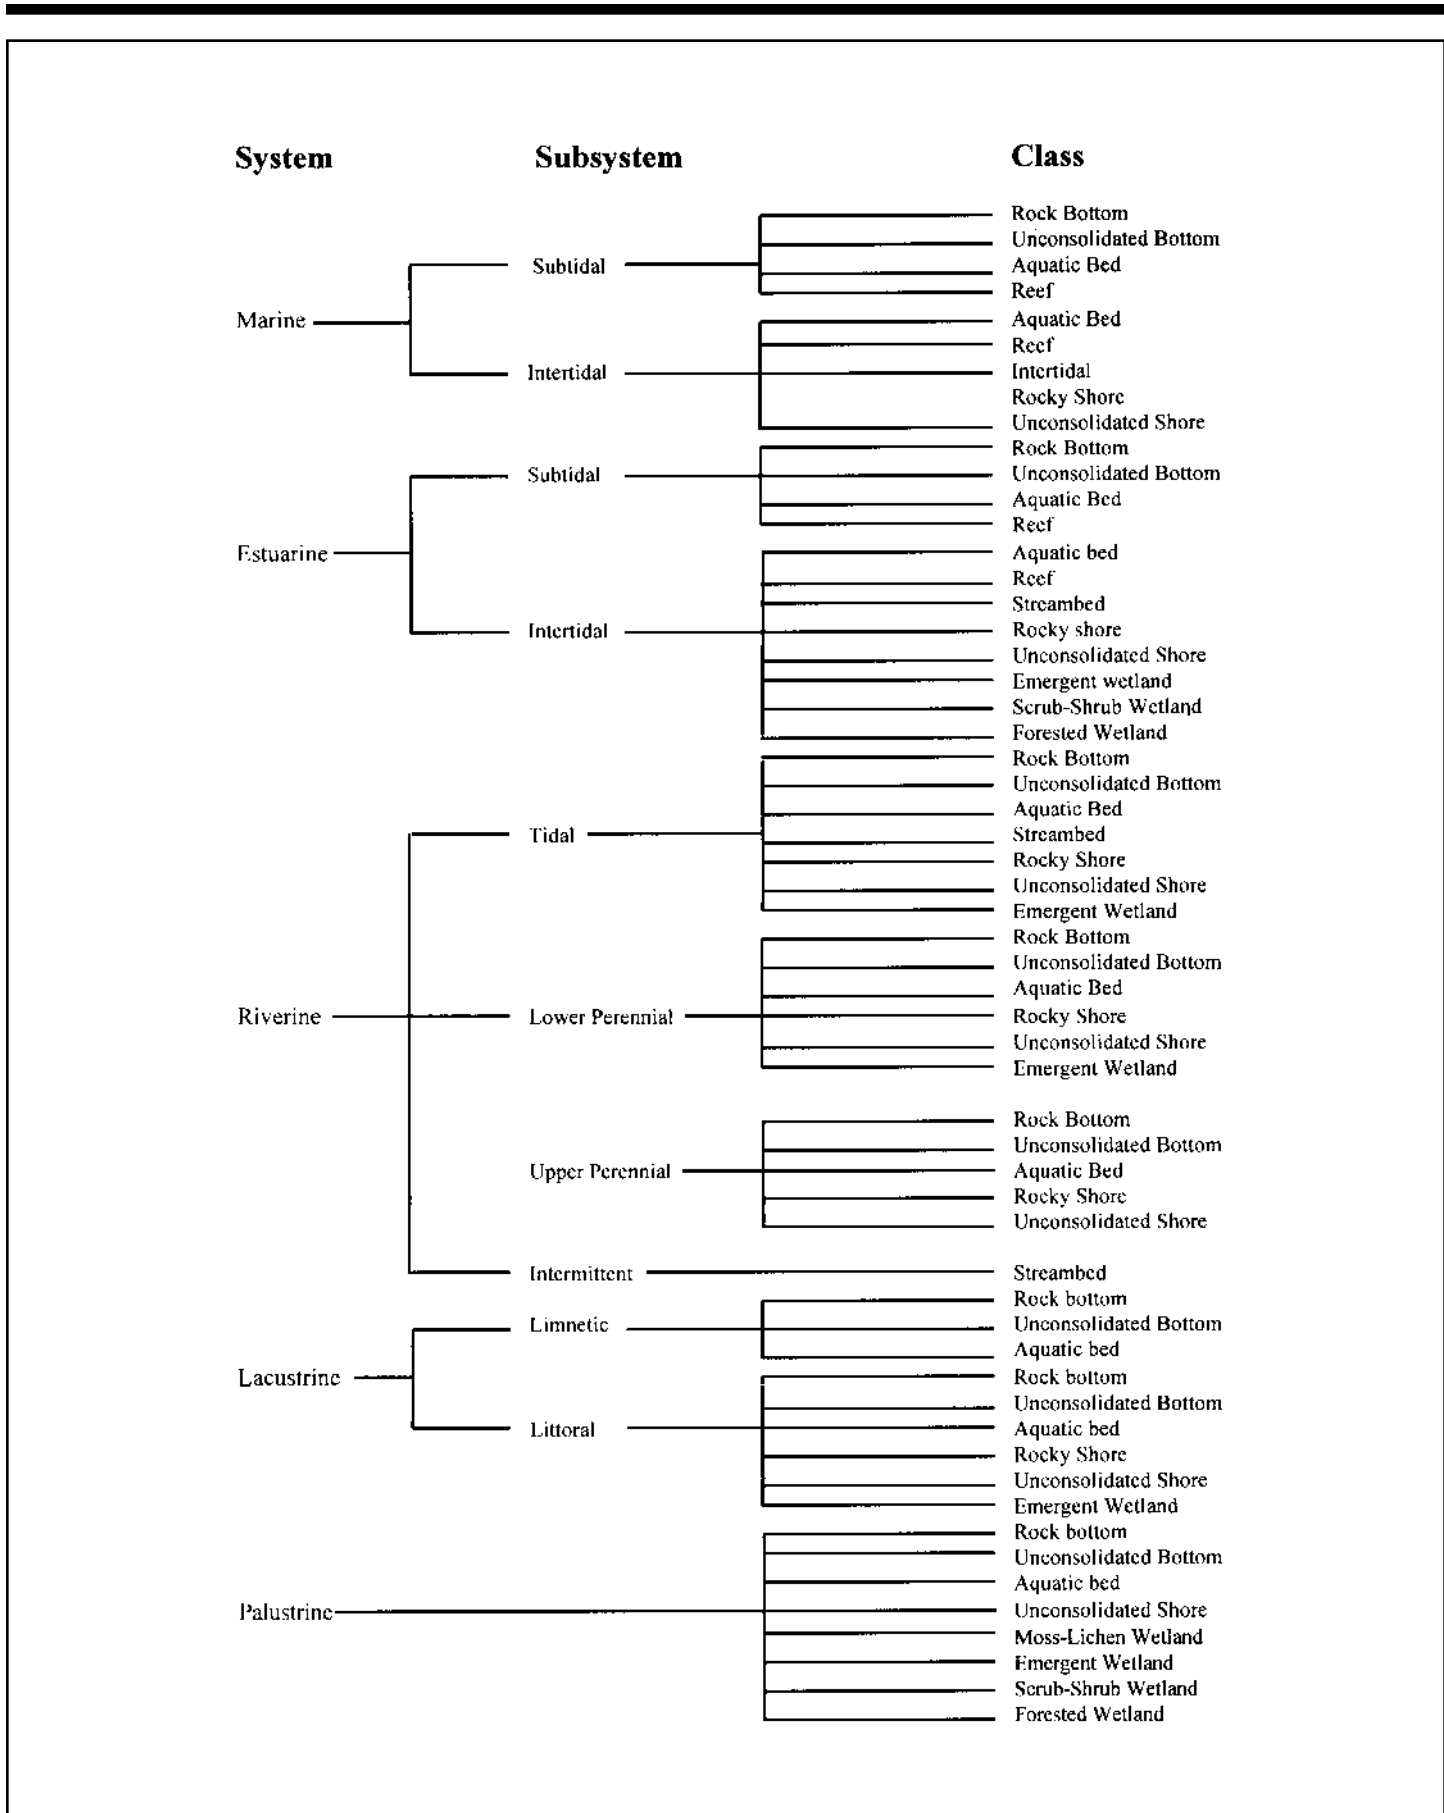 System Subsystem Class
Rock Bottom
Unconsolidated Bottom
Subtidal Aquatic Bed
Reef
Marine Aquatic Bed
Reef
Intertidal Intertidal
Rocky Shore
Unconsolidated Shore
Rock Bottom
Subtidal Unconsolidated Bottom
Aquatic Bed
Reef
Estuarine Aquatic bed
Reef
Streambed
Intertidal Rocky shore
Unconsolidated Shore
Emergent wetland
Scrub-Shrub Wetland
Forested Wetland
Rock Bottom
Unconsolidated Bottom
Aquatic Bed
Tidal Streambed
Rocky Shore
Unconsolidated Shore
Emergent Wetland
Rock Bottom
Unconsolidated Bottom
Aquatic Bed
Riverine Lower Perennial Rocky Shore
Unconsolidated Shore
Emergent Wetland
Rock Bottom
Unconsolidated Bottom
Upper Perennial Aquatic Bed
Rocky Shore
Unconsolidated Shore
Intermittent Streambed
Rock bottom
Limnetic Unconsolidated Bottom
Aquatic bed
Lacustrine Rock bottom
Unconsolidated Bottom
Littoral Aquatic bed
Rocky Shore
Unconsolidated Shore
Emergent Wetland
Rock bottom
Unconsolidated Bottom
Aquatic bed
Palustrine Unconsolidated Shore
Moss-Lichen Wetland
Emergent Wetland
Scrub-Shrub Wetland
Forested Wetland